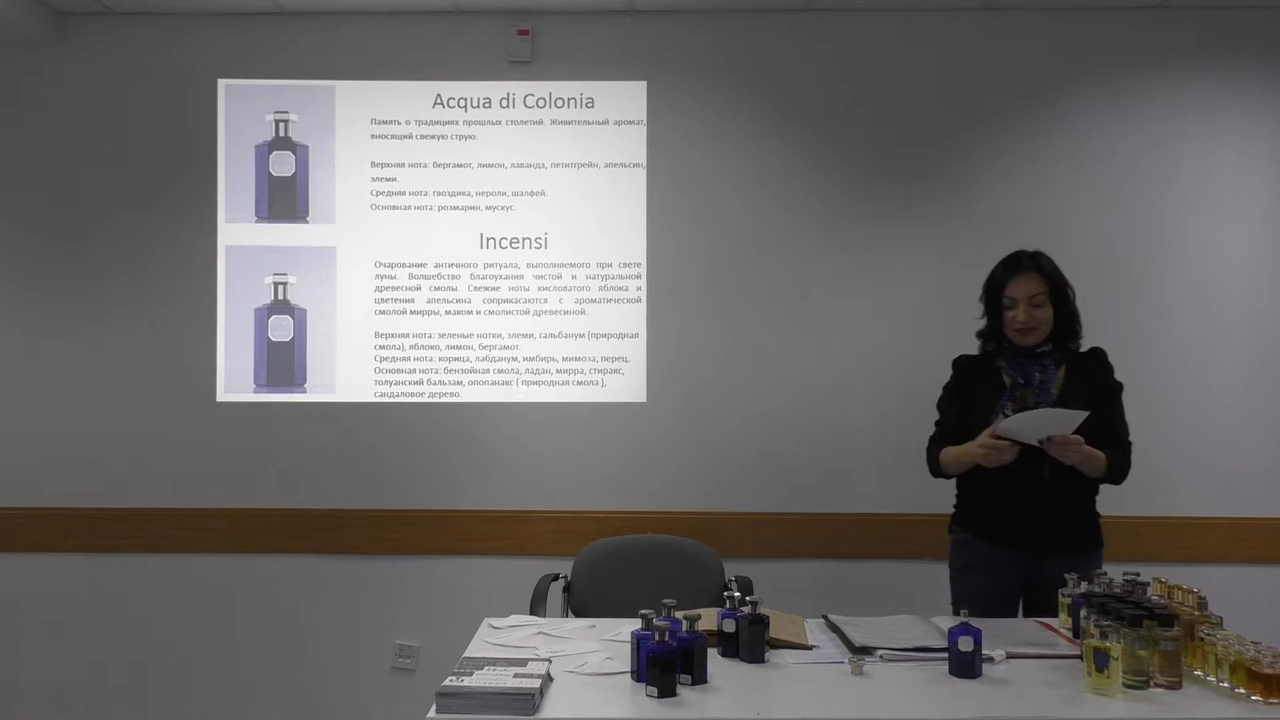 Acqua di Colonia
Память о традициях прошлых столетий. Живительный аромат,
вносящий свежую струю.
Верхняя нота: бергамот, лимон, лаванда, петитгрейн, апельсин,
элеми.
Средняя нота: гвоздика, нероли, шалфей.
Основная нота: розмарин, мускус.
Incensi
Очарование античного ритуала, выполняемого при свете
луны. Волшебство благоухания чистой и натуральной
древесной смолы. Свежие ноты кисловатого яблока и
цветения апельсина соприкасаются с ароматической
смолой мирры, маком и смолистой древесиной.
Верхняя нота: зеленые нотки, элеми, гальбанум (природная
смола), яблоко, лимон, бергамот.
Средняя нота: корица, лабданум, имбирь, мимоза, перец.
Основная нота: бензойная смола, ладан, мирра, стиракс,
толуанский бальзам, опопанакс ( природная смола ),
сандаловое дерево.